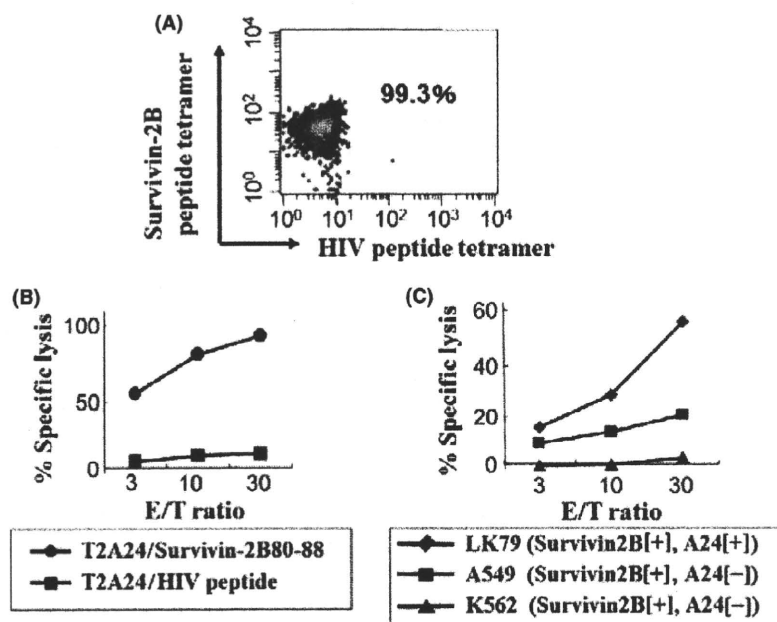 (A)
Survivin-2B
peptide tetramer
10⁴
10²
10⁰
99.3%
10⁰ 10¹ 10² 10³ 10⁴
HIV peptide tetramer
(B)
% Specific lysis
100
50
0
3 10 30
E/T ratio
T2A24/Survivin-2B80-88
T2A24/HIV peptide
(C)
% Specific lysis
60
40
20
0
3 10 30
E/T ratio
LK79 (Survivin2B[+], A24[+])
A549 (Survivin2B[+], A24[−])
K562 (Survivin2B[+], A24[−])